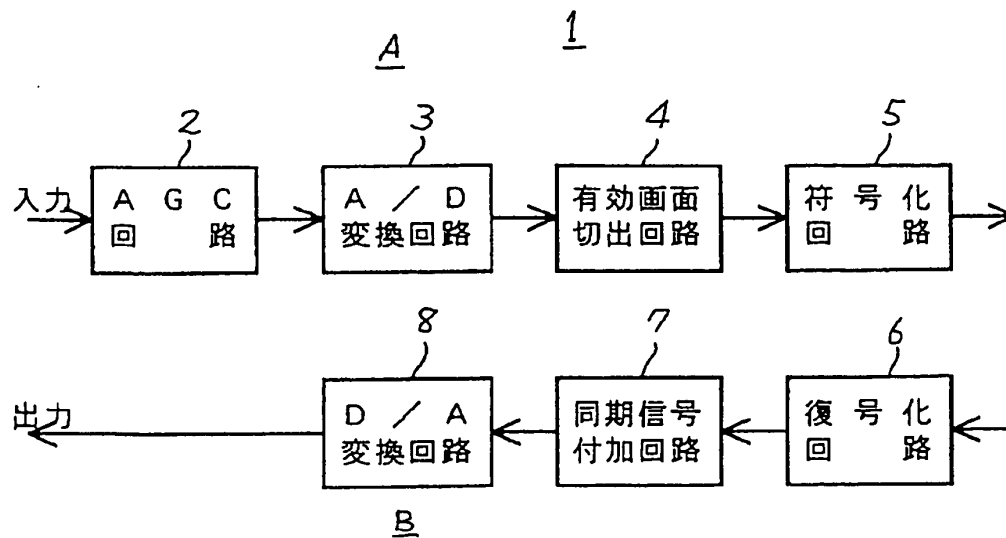 1
A
2
3
4
5
入力
A G C
回 路
A / D
変換回路
有効画面
切出回路
符 号 化
回 路
8
7
6
出力
D / A
変換回路
同期信号
付加回路
復 号 化
回 路
B